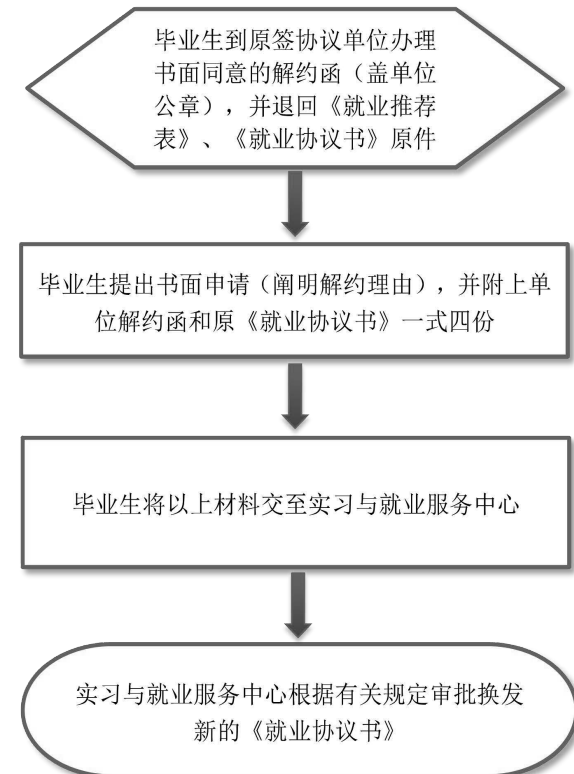 毕业生到原签协议单位办理
书面同意的解约函（盖单位
公章），并退回《就业推荐
表》、《就业协议书》原件
毕业生提出书面申请（阐明解约理由），并附上单
位解约函和原《就业协议书》一式四份
毕业生将以上材料交至实习与就业服务中心
实习与就业服务中心根据有关规定审批换发
新的《就业协议书》